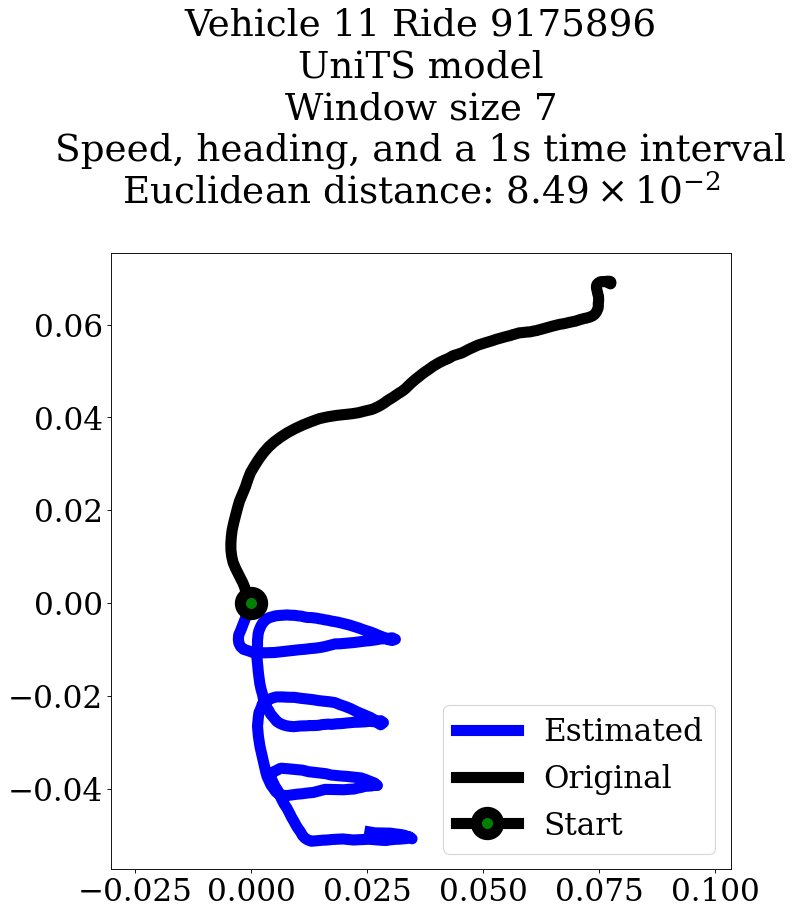 Vehicle 11 Ride 9175896
UniTS model
Window size 7
Speed, heading, and a 1s time interval
Euclidean distance: 8.49 × 10⁻²
0.06
0.04
0.02
0.00
−0.02
−0.04
Estimated
Original
Start
−0.025 0.000 0.025 0.050 0.075 0.100